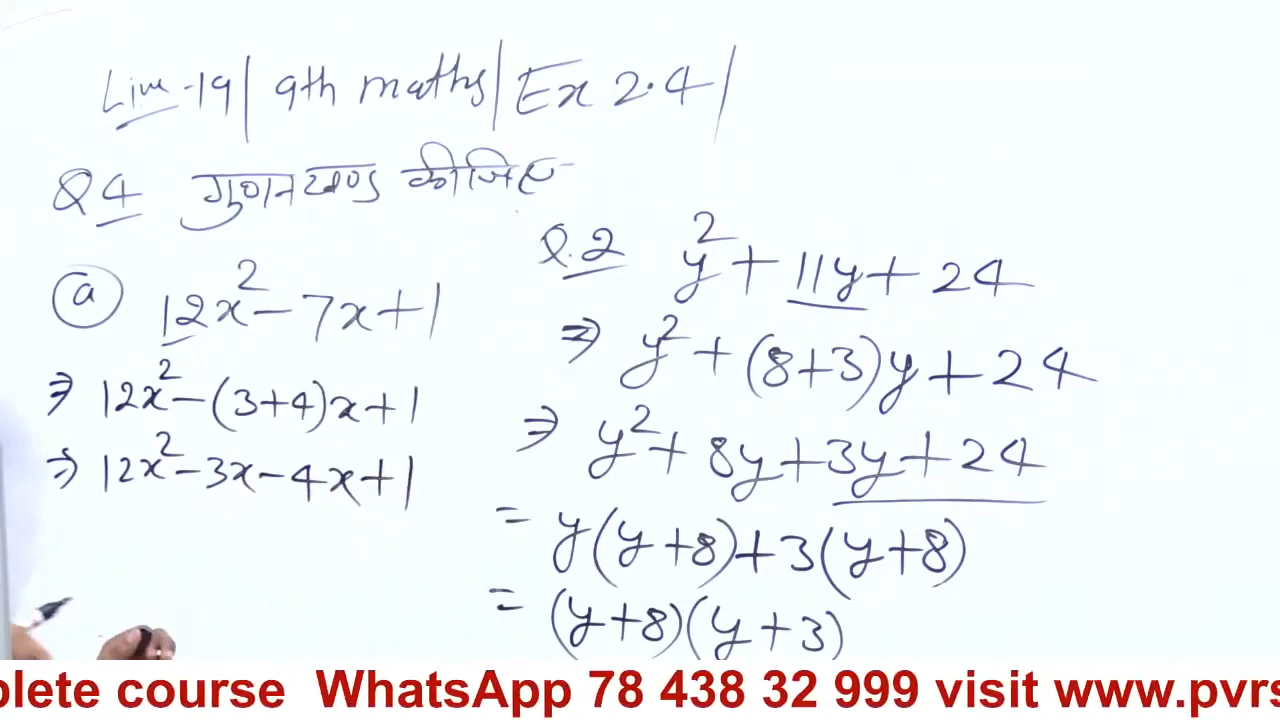 Live-19| 9th maths| Ex 2.4|
Q4 गुणनखण्ड कीजिए
(a) 12x² - 7x + 1
⇒ 12x² - (3+4)x + 1
⇒ 12x² - 3x - 4x + 1
Q.2 y² + 11y + 24
⇒ y² + (8+3)y + 24
⇒ y² + 8y + 3y + 24
= y(y+8) + 3(y+8)
= (y+8)(y+3)
plete course WhatsApp 78 438 32 999 visit www.pvrs